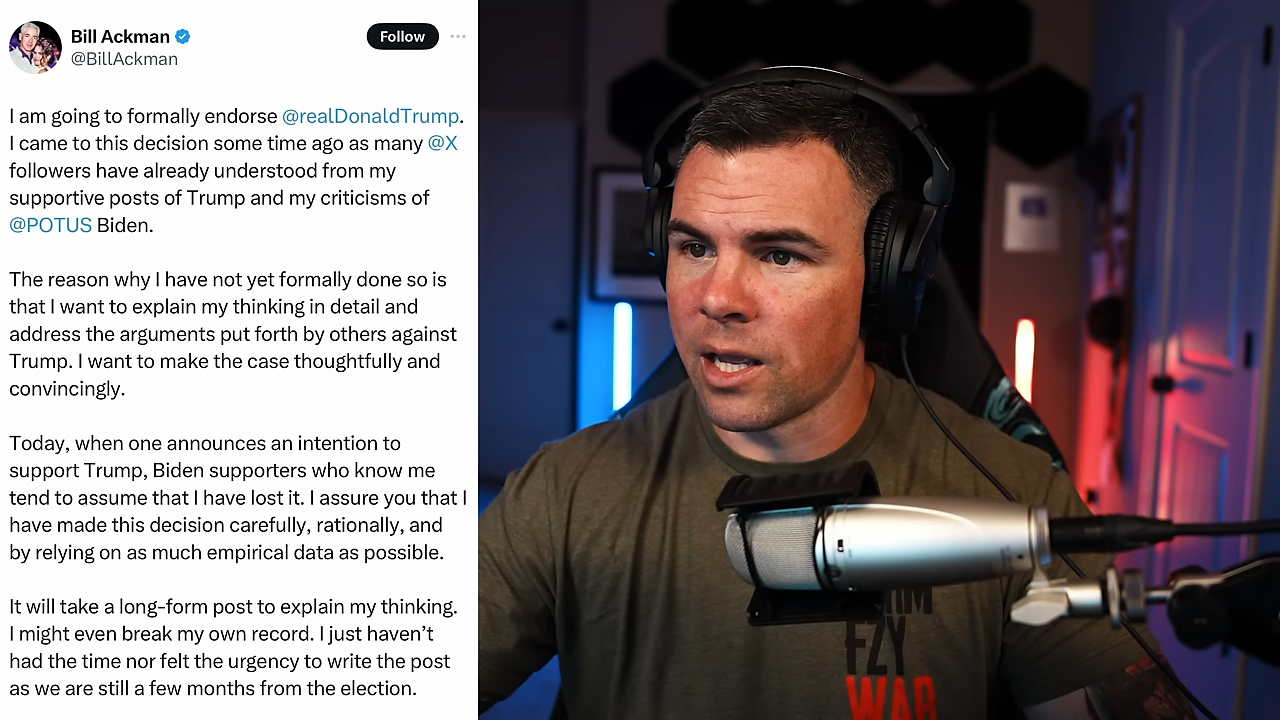 Bill Ackman
@BillAckman
Follow
I am going to formally endorse @realDonaldTrump.
I came to this decision some time ago as many @X
followers have already understood from my
supportive posts of Trump and my criticisms of
@POTUS Biden.
The reason why I have not yet formally done so is
that I want to explain my thinking in detail and
address the arguments put forth by others against
Trump. I want to make the case thoughtfully and
convincingly.
Today, when one announces an intention to
support Trump, Biden supporters who know me
tend to assume that I have lost it. I assure you that I
have made this decision carefully, rationally, and
by relying on as much empirical data as possible.
It will take a long-form post to explain my thinking.
I might even break my own record. I just haven’t
had the time nor felt the urgency to write the post
as we are still a few months from the election.
FZY
WAR